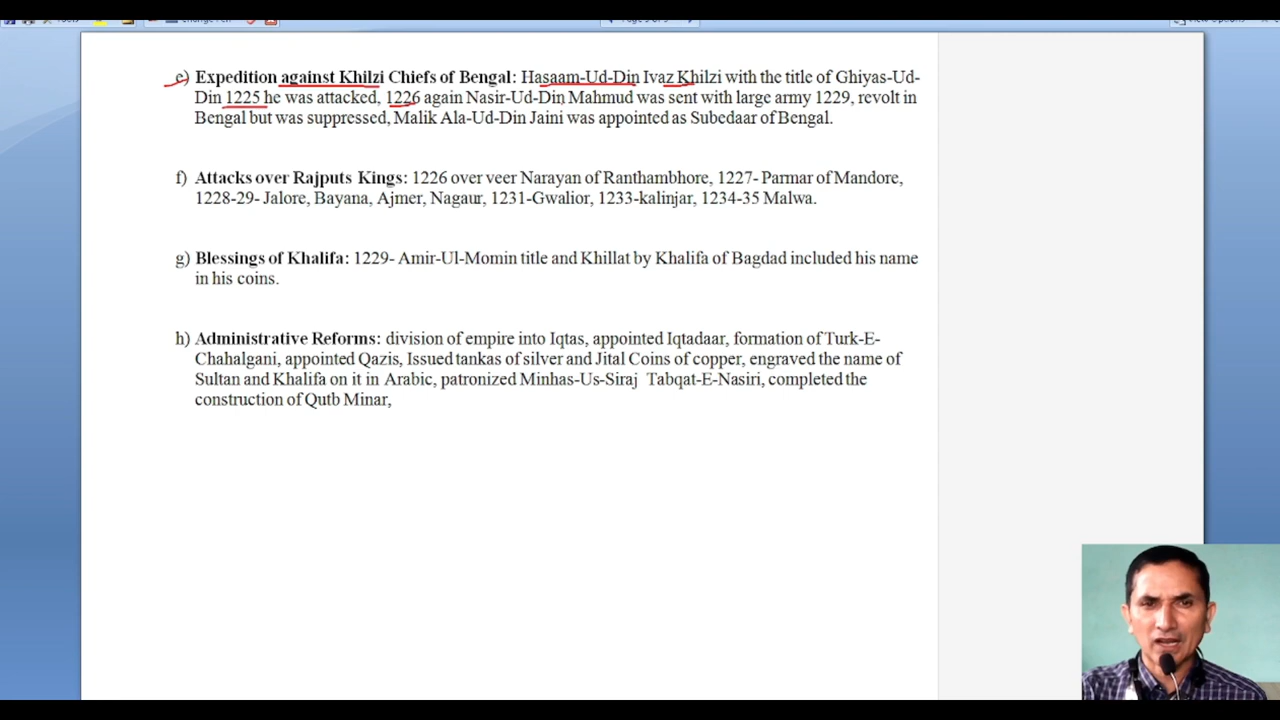 e) Expedition against Khilzi Chiefs of Bengal: Hasaam-Ud-Din Ivaz Khilzi with the title of Ghiyas-Ud-
Din 1225 he was attacked, 1226 again Nasir-Ud-Din Mahmud was sent with large army 1229, revolt in
Bengal but was suppressed, Malik Ala-Ud-Din Jaini was appointed as Subedaar of Bengal.
f) Attacks over Rajputs Kings: 1226 over veer Narayan of Ranthambhore, 1227- Parmar of Mandore,
1228-29- Jalore, Bayana, Ajmer, Nagaur, 1231-Gwalior, 1233-kalinjar, 1234-35 Malwa.
g) Blessings of Khalifa: 1229- Amir-Ul-Momin title and Khillat by Khalifa of Bagdad included his name
in his coins.
h) Administrative Reforms: division of empire into Iqtas, appointed Iqtadaar, formation of Turk-E-
Chahalgani, appointed Qazis, Issued tankas of silver and Jital Coins of copper, engraved the name of
Sultan and Khalifa on it in Arabic, patronized Minhas-Us-Siraj Tabqat-E-Nasiri, completed the
construction of Qutb Minar,